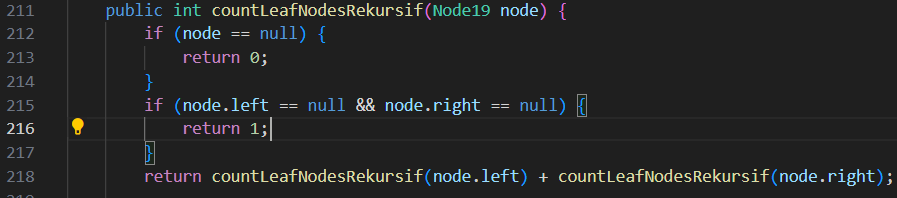 211 public int countLeafNodesRekursif(Node19 node) {
212 if (node == null) {
213 return 0;
214 }
215 if (node.left == null && node.right == null) {
216 return 1;
217 }
218 return countLeafNodesRekursif(node.left) + countLeafNodesRekursif(node.right);